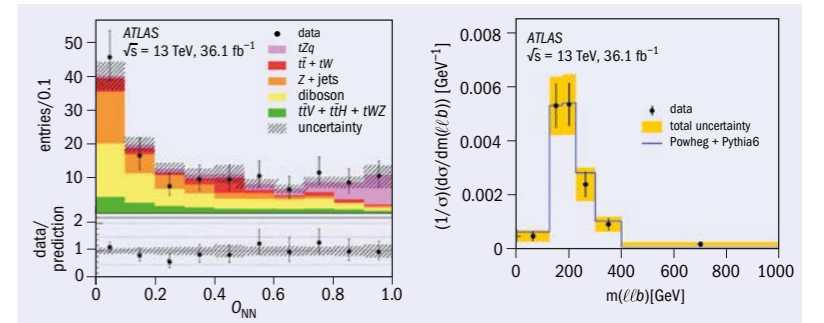 ATLAS
√s = 13 TeV, 36.1 fb⁻¹
data
tZq
tt̄ + tW
Z + jets
diboson
tt̄V + tt̄H + tWZ
uncertainty
entries/0.1
50
40
30
20
10
data/
prediction
2
1
0
0
0.2
0.4
0.6
0.8
1.0
O_NN
ATLAS
√s = 13 TeV, 36.1 fb⁻¹
data
total uncertainty
Powheg + Pythia6
(1/σ)(dσ/dm(ℓℓb)) [GeV⁻¹]
0.008
0.006
0.004
0.002
0
0
200
400
600
800
1000
m(ℓℓb)[GeV]